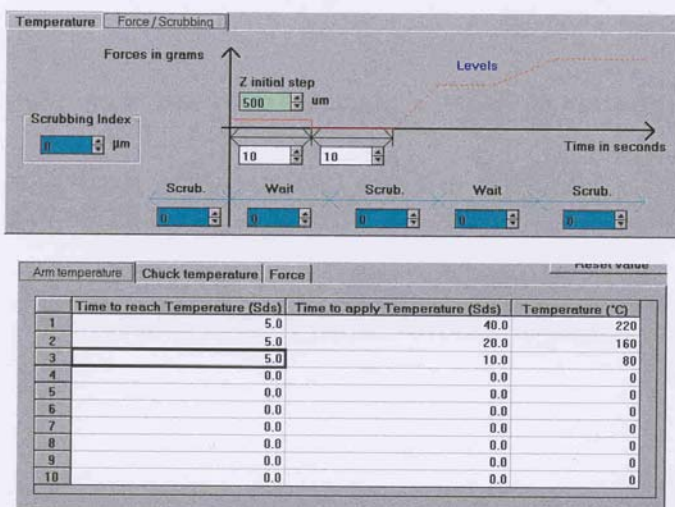 Temperature Force / Scrubbing
Forces in grams
Levels
Z initial step
500 um
Scrubbing Index
0 µm
Time in seconds
10 10
Scrub. Wait Scrub. Wait Scrub.
0 0 0 0 0
Reset value
Arm temperature Chuck temperature Force
Time to reach Temperature (Sds) Time to apply Temperature (Sds) Temperature (°C)
1 5.0 40.0 220
2 5.0 20.0 160
3 5.0 10.0 80
4 0.0 0.0 0
5 0.0 0.0 0
6 0.0 0.0 0
7 0.0 0.0 0
8 0.0 0.0 0
9 0.0 0.0 0
10 0.0 0.0 0